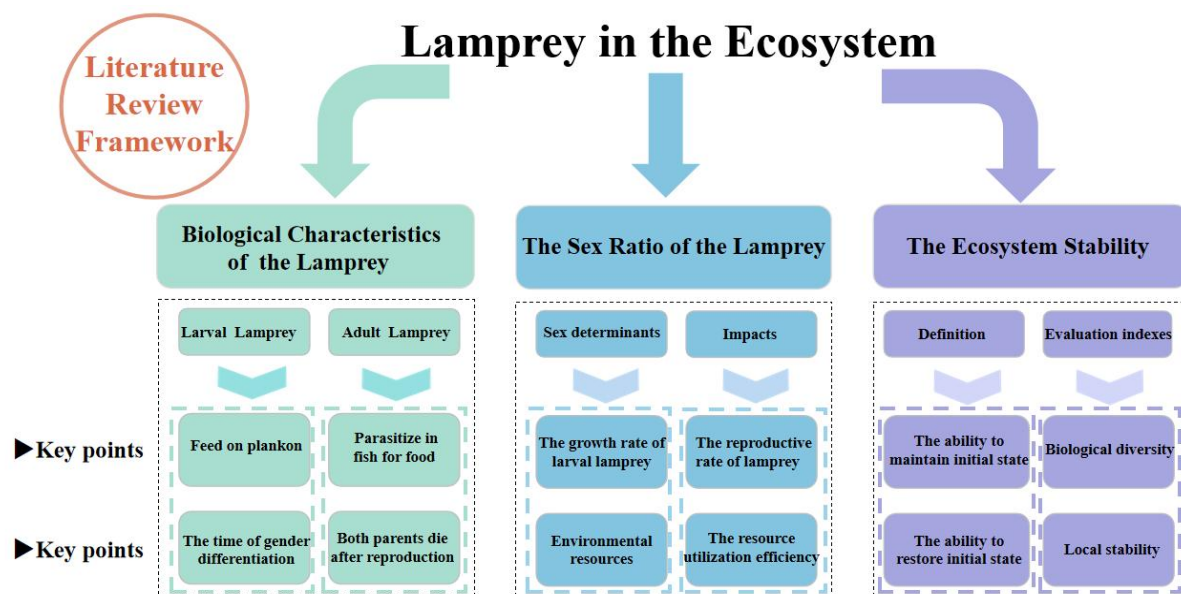 Lamprey in the Ecosystem
Literature
Review
Framework
Biological Characteristics
of the Lamprey
The Sex Ratio of the Lamprey
The Ecosystem Stability
Larval Lamprey
Adult Lamprey
Sex determinants
Impacts
Definition
Evaluation indexes
▶Key points
Feed on plankon
Parasitize in
fish for food
The growth rate of
larval lamprey
The reproductive
rate of lamprey
The ability to
maintain initial state
Biological diversity
▶Key points
The time of gender
differentiation
Both parents die
after reproduction
Environmental
resources
The resource
utilization efficiency
The ability to
restore initial state
Local stability